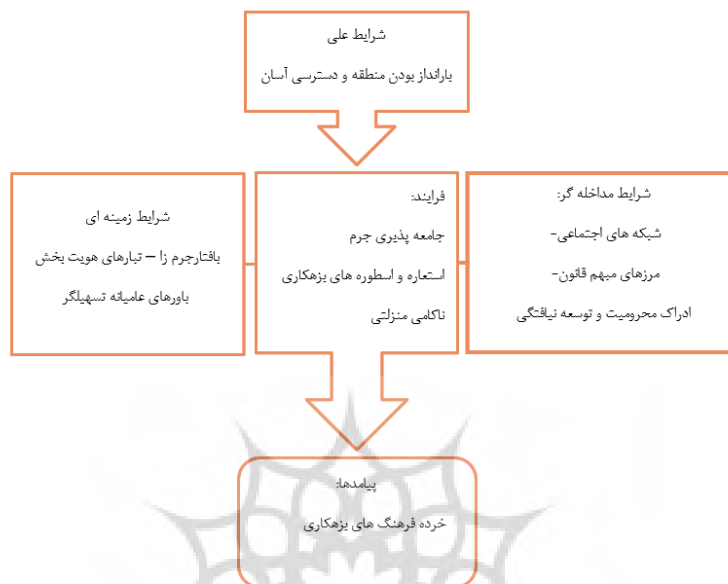 شرایط علی
بارانداز بودن منطقه و دسترسی آسان
شرایط مداخله گر:
شبکه های اجتماعی-
مرزهای مبهم قانون-
ادراک محرومیت و توسعه نیافتگی
فرایند:
جامعه پذیری جرم
استعاره و اسطوره های بزهکاری
ناکامی منزلتی
شرایط زمینه ای
بافتارجرم زا – تبارهای هویت بخش
باورهای عامیانه تسهیلگر
پیامدها:
خرده فرهنگ های بزهکاری